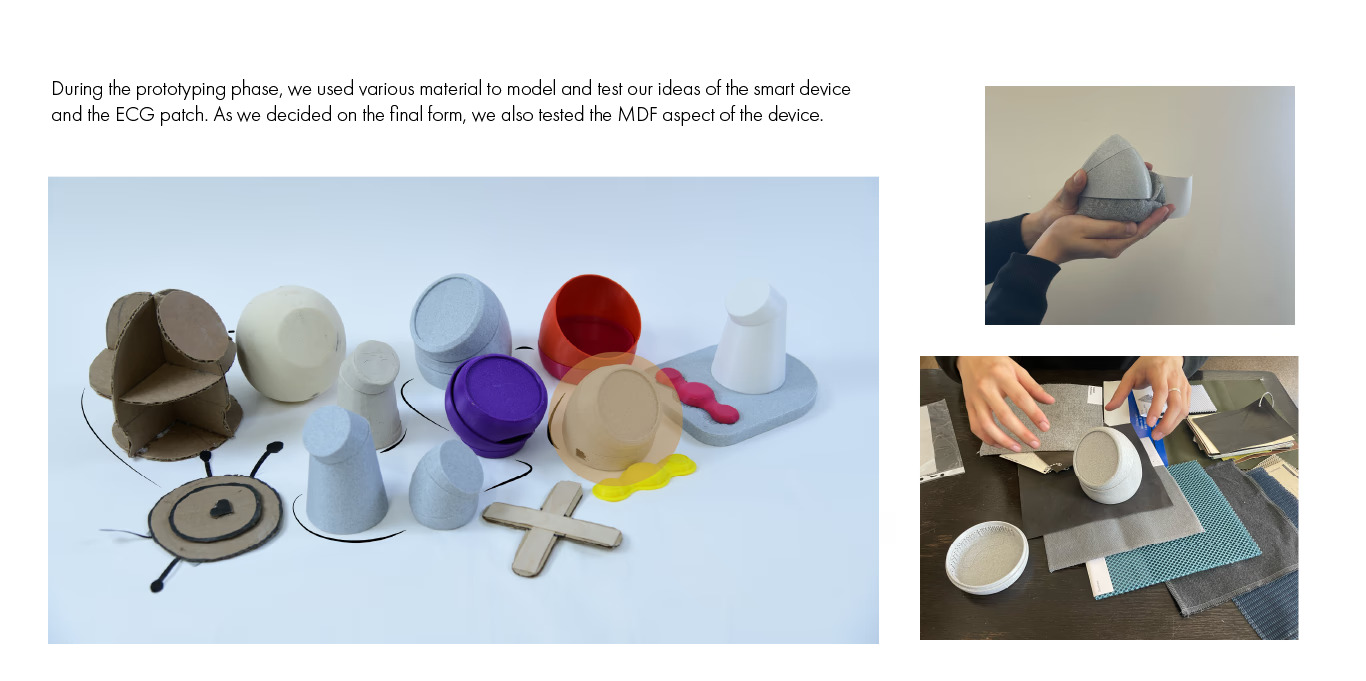 During the prototyping phase, we used various material to model and test our ideas of the smart device
and the ECG patch. As we decided on the final form, we also tested the MDF aspect of the device.